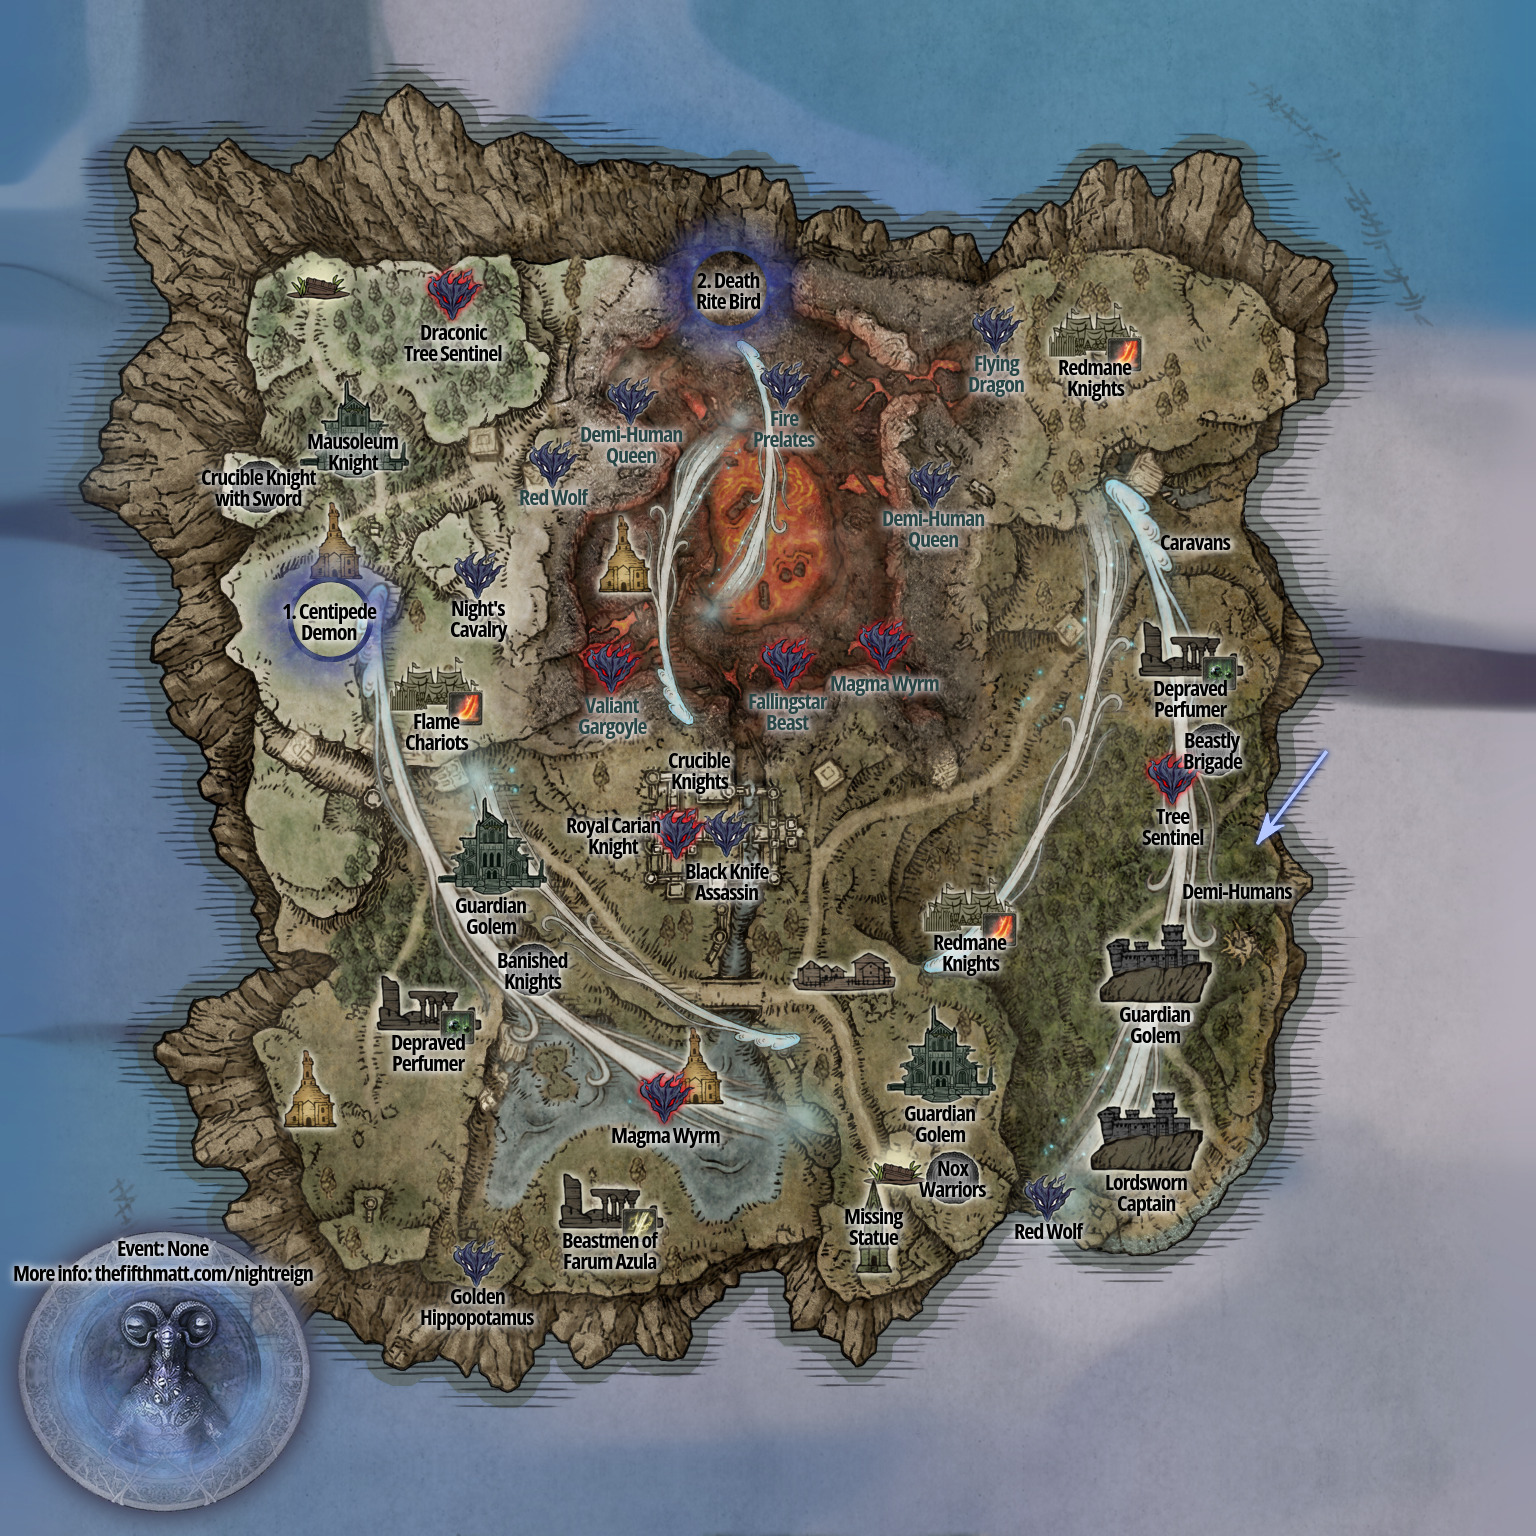 2. Death
Rite Bird
Draconic
Tree Sentinel
Flying
Dragon
Redmane
Knights
Fire
Prelates
Demi-Human
Queen
Mausoleum
Knight
Crucible Knight
with Sword
Red Wolf
Demi-Human
Queen
Caravans
1. Centipede
Demon
Night's
Cavalry
Valiant
Gargoyle
Fallingstar
Beast
Magma Wyrm
Depraved
Perfumer
Flame
Chariots
Beastly
Brigade
Crucible
Knights
Royal Carian
Knight
Black Knife
Assassin
Tree
Sentinel
Demi-Humans
Guardian
Golem
Banished
Knights
Redmane
Knights
Guardian
Golem
Depraved
Perfumer
Magma Wyrm
Guardian
Golem
Nox
Warriors
Lordsworn
Captain
Missing
Statue
Red Wolf
Beastmen of
Farum Azula
Golden
Hippopotamus
Event: None
More info: thefifthmatt.com/nightreign